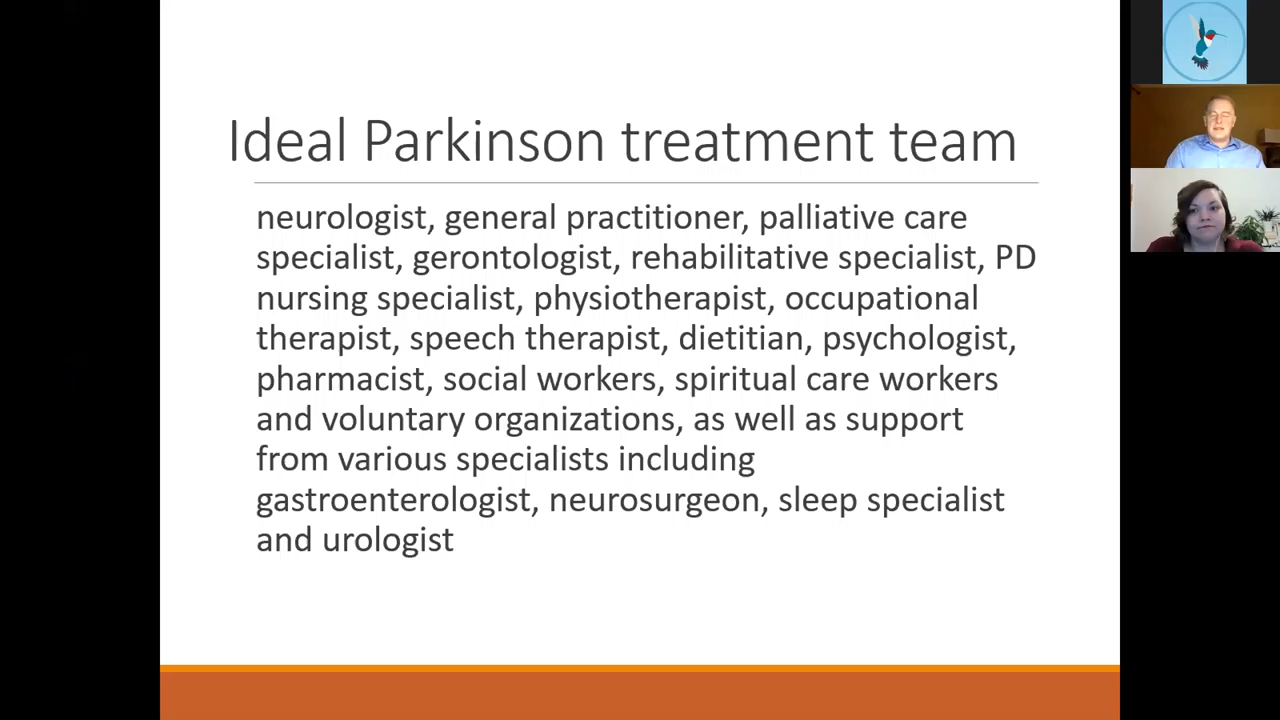 Ideal Parkinson treatment team
neurologist, general practitioner, palliative care
specialist, gerontologist, rehabilitative specialist, PD
nursing specialist, physiotherapist, occupational
therapist, speech therapist, dietitian, psychologist,
pharmacist, social workers, spiritual care workers
and voluntary organizations, as well as support
from various specialists including
gastroenterologist, neurosurgeon, sleep specialist
and urologist